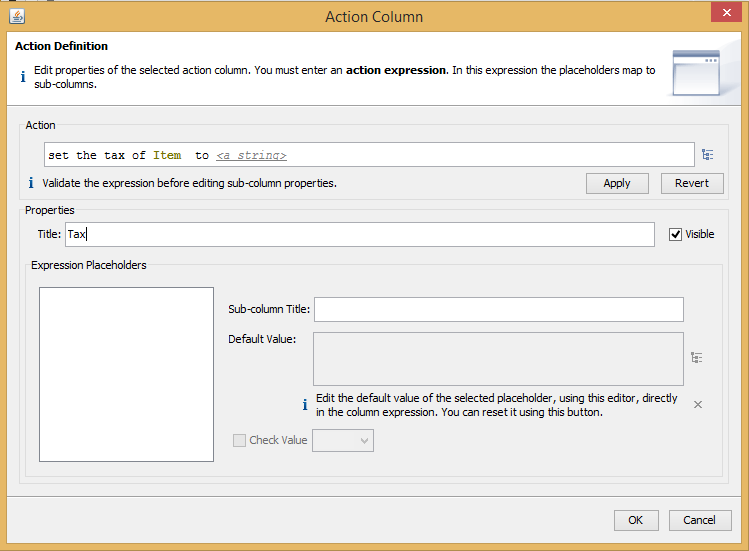 Action Column
Action Definition
Edit properties of the selected action column. You must enter an action expression. In this expression the placeholders map to
sub-columns.
Action
set the tax of Item to <a string>
Validate the expression before editing sub-column properties.
Apply
Revert
Properties
Title: Tax
Visible
Expression Placeholders
Sub-column Title:
Default Value:
Edit the default value of the selected placeholder, using this editor, directly
in the column expression. You can reset it using this button.
Check Value
OK
Cancel